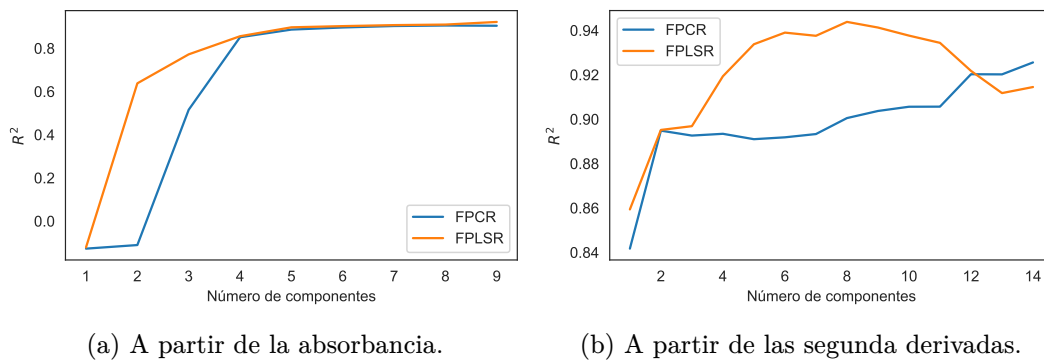 R²
0.8
0.6
0.4
0.2
0.0
1 2 3 4 5 6 7 8 9
Número de componentes
FPCR
FPLSR
(a) A partir de la absorbancia.
R²
0.94
0.92
0.90
0.88
0.86
0.84
2 4 6 8 10 12 14
Número de componentes
FPCR
FPLSR
(b) A partir de las segunda derivadas.